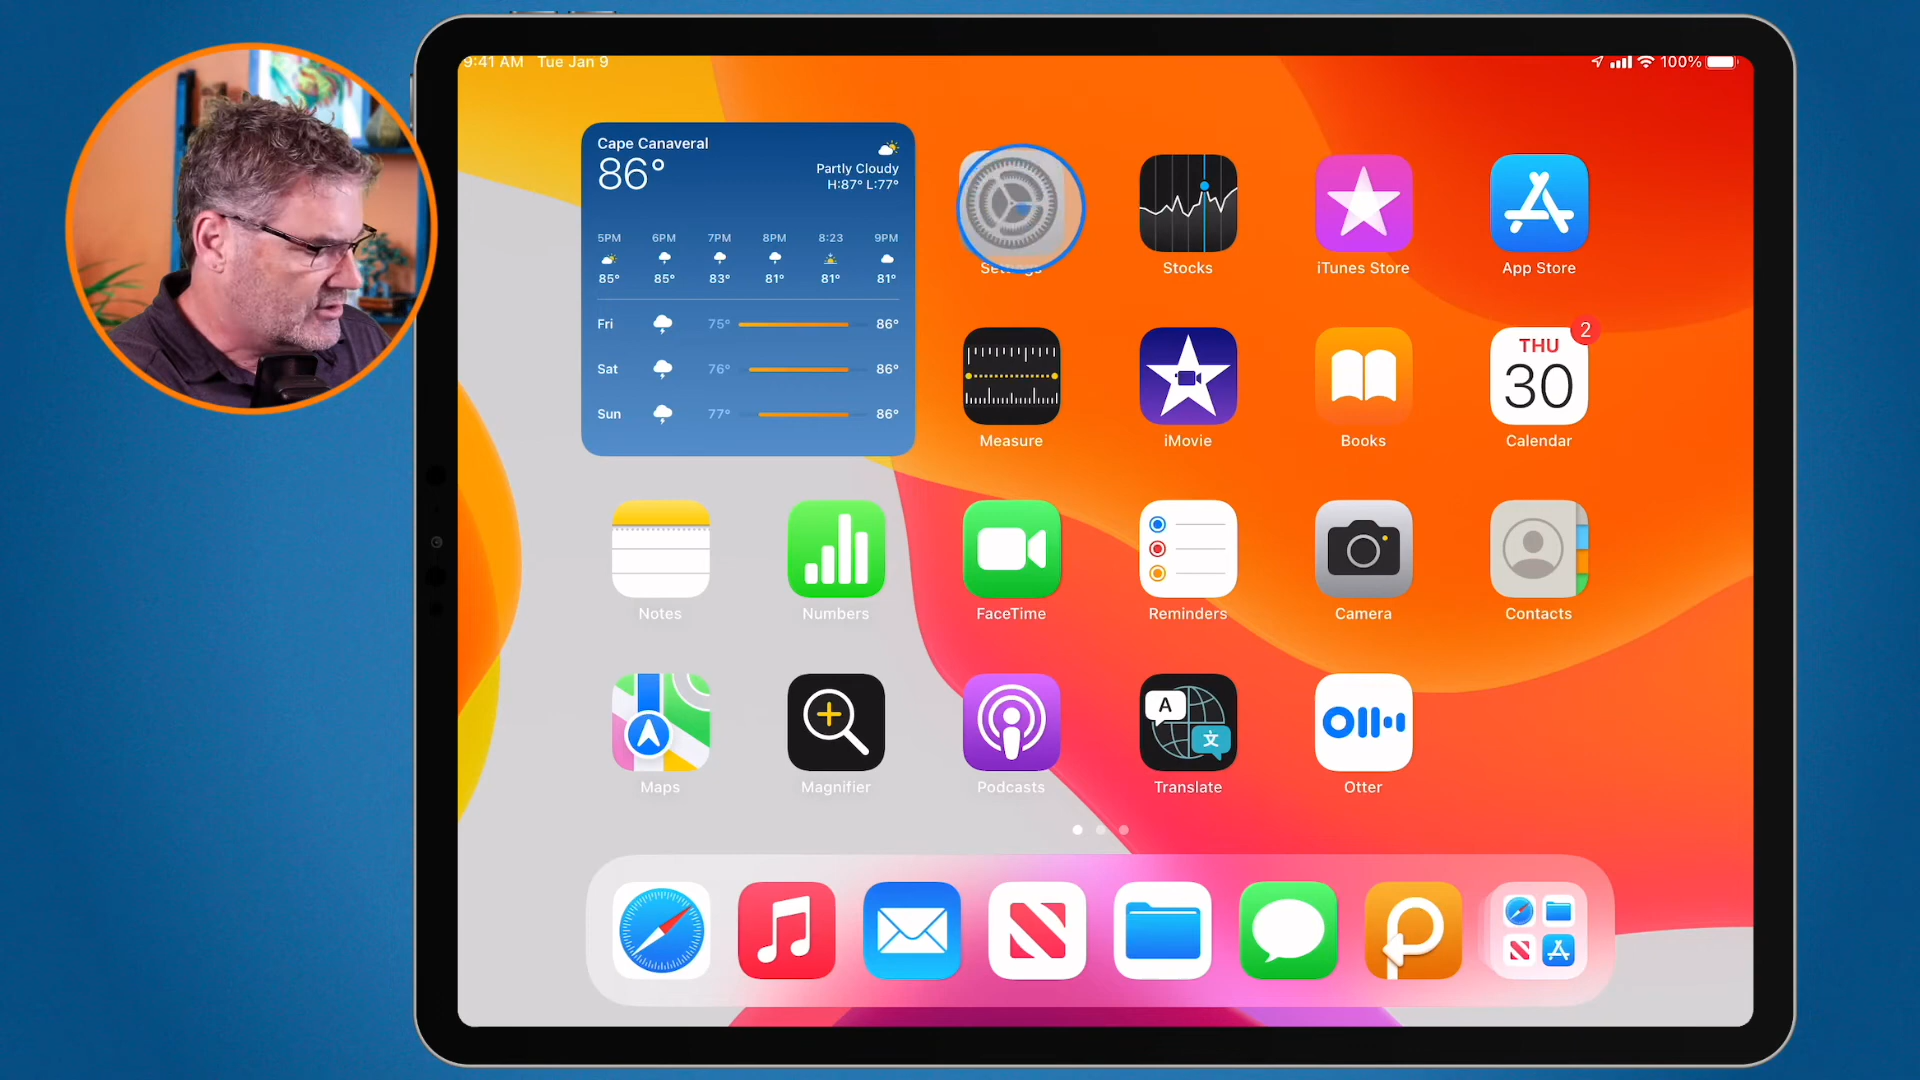 9:41 AM Tue Jan 9
100%
Cape Canaveral
86°
Partly Cloudy
H:87° L:77°
5PM 6PM 7PM 8PM 8:23 9PM
85° 85° 83° 81° 81° 81°
Fri 75° 86°
Sat 76° 86°
Sun 77° 86°
Settings
Stocks
iTunes Store
App Store
Measure
iMovie
Books
THU
30
2
Calendar
Notes
Numbers
FaceTime
Reminders
Camera
Contacts
A
文
Maps
Magnifier
Podcasts
Translate
Otter